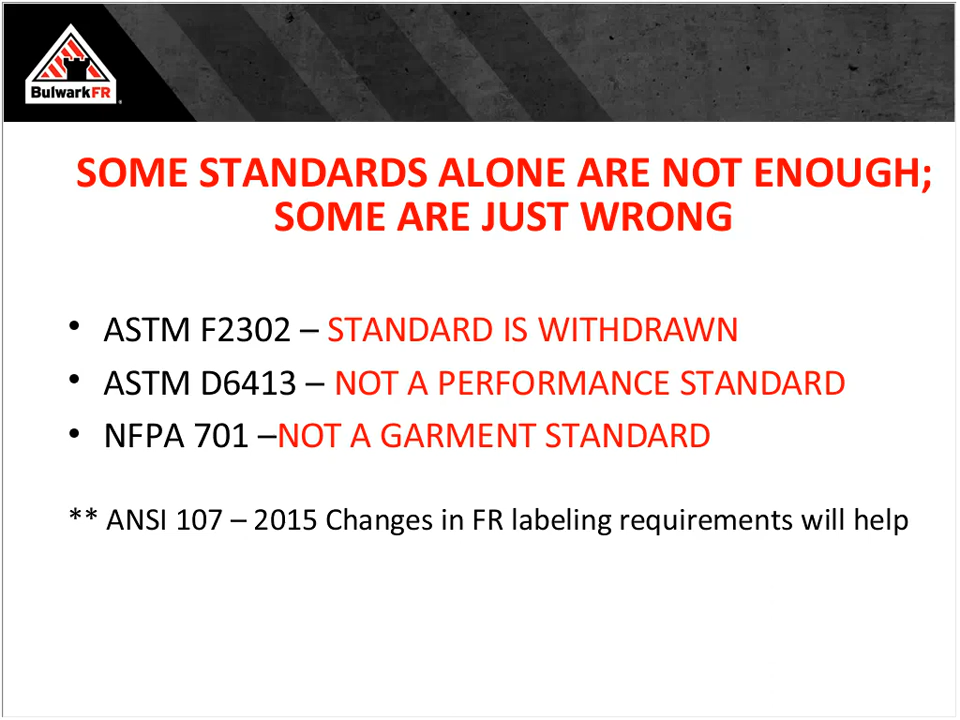 BulwarkFR
SOME STANDARDS ALONE ARE NOT ENOUGH;
SOME ARE JUST WRONG
• ASTM F2302 – STANDARD IS WITHDRAWN
• ASTM D6413 – NOT A PERFORMANCE STANDARD
• NFPA 701 –NOT A GARMENT STANDARD
** ANSI 107 – 2015 Changes in FR labeling requirements will help